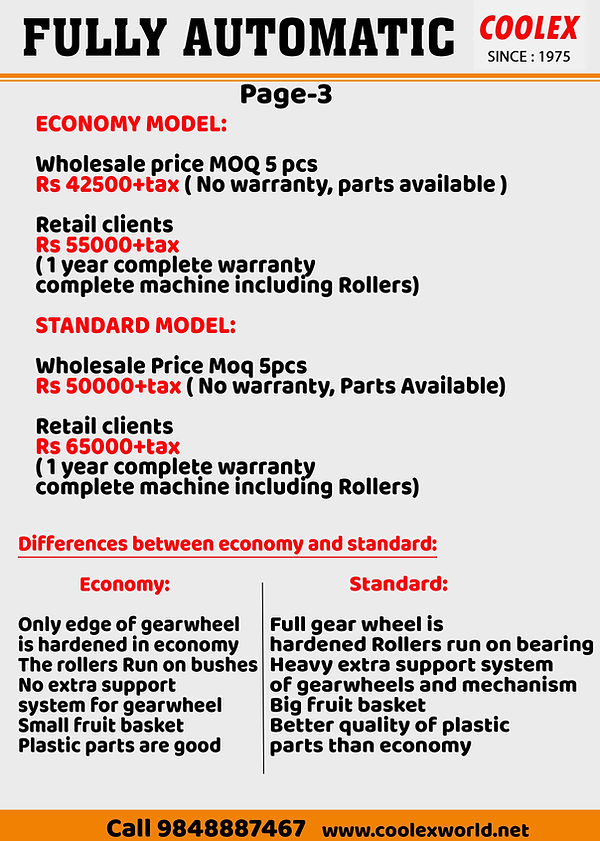 FULLY AUTOMATIC
COOLEX
SINCE : 1975
Page-3
ECONOMY MODEL:
Wholesale price MOQ 5 pcs
Rs 42500+tax ( No warranty, parts available )
Retail clients
Rs 55000+tax
( 1 year complete warranty
complete machine including Rollers)
STANDARD MODEL:
Wholesale Price Moq 5pcs
Rs 50000+tax ( No warranty, Parts Available)
Retail clients
Rs 65000+tax
( 1 year complete warranty
complete machine including Rollers)
Differences between economy and standard:
Economy:
Only edge of gearwheel
is hardened in economy
The rollers Run on bushes
No extra support
system for gearwheel
Small fruit basket
Plastic parts are good
Standard:
Full gear wheel is
hardened Rollers run on bearing
Heavy extra support system
of gearwheels and mechanism
Big fruit basket
Better quality of plastic
parts than economy
Call 9848887467 www.coolexworld.net